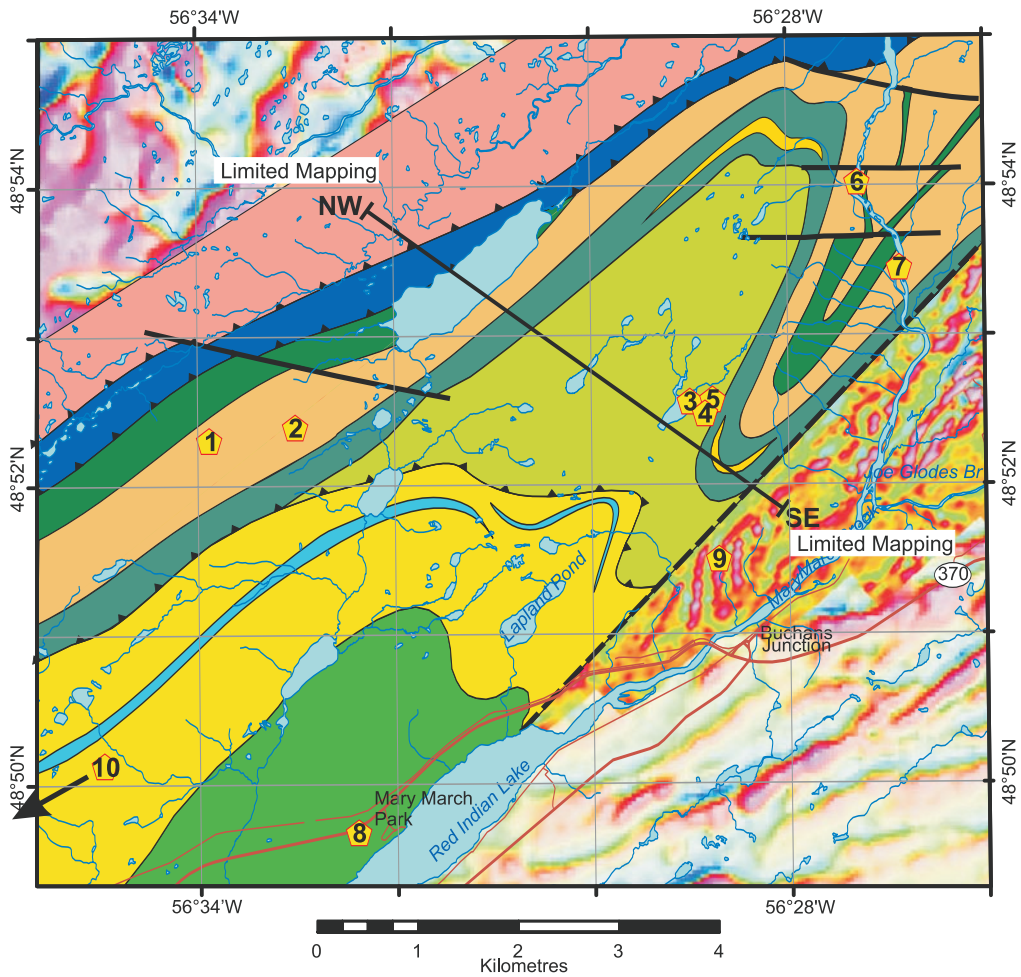 56°34'W
56°28'W
48°54'N
48°54'N
Limited Mapping
NW
6
7
1
2
3
5
4
48°52'N
48°52'N
Joe Glodes Br
SE
Limited Mapping
9
370
Lapland Pond
Buchans
Junction
10
48°50'N
48°50'N
Mary March
Park
8
Red Indian Lake
56°34'W
56°28'W
0
1
2
3
4
Kilometres